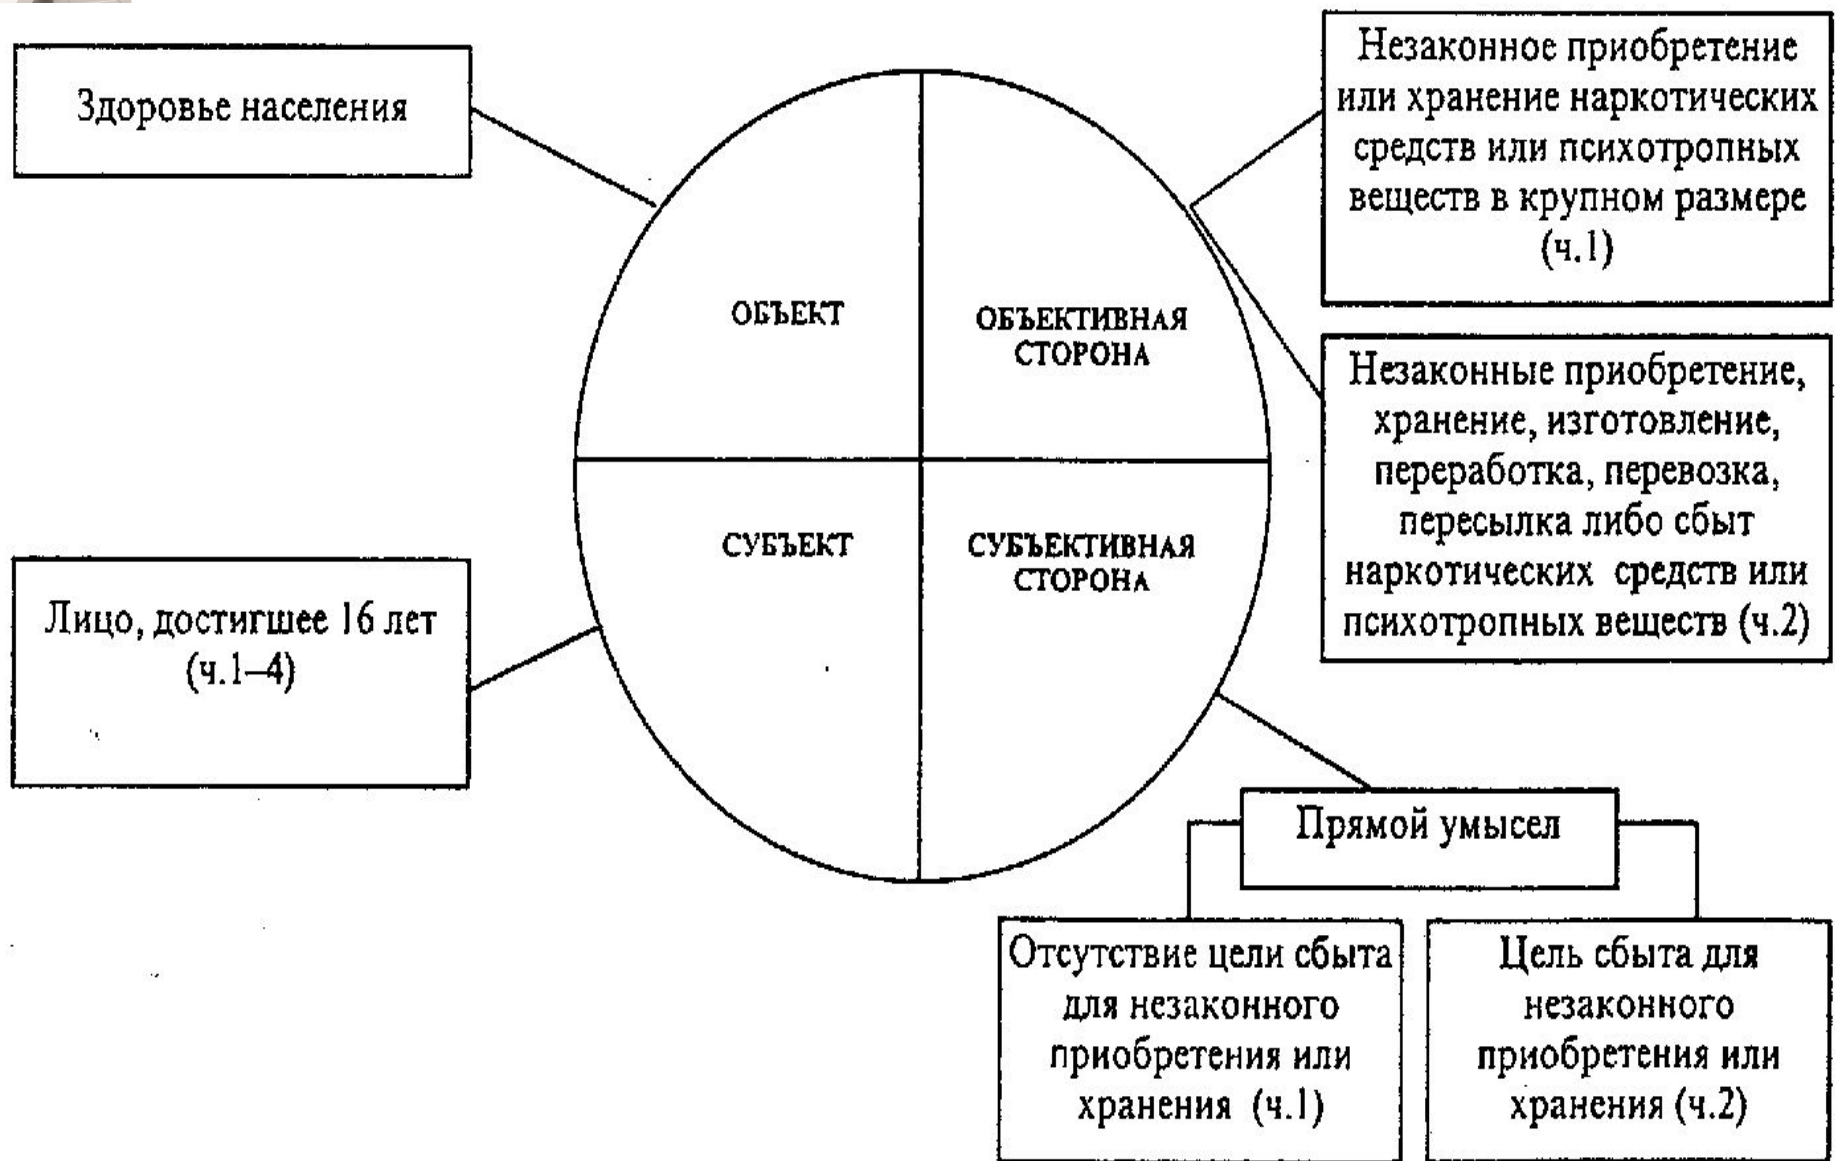 Здоровье населения
Незаконное приобретение
или хранение наркотических
средств или психотропных
веществ в крупном размере
(ч.1)
ОБЪЕКТ
ОБЪЕКТИВНАЯ
СТОРОНА
Незаконные приобретение,
хранение, изготовление,
переработка, перевозка,
пересылка либо сбыт
наркотических средств или
психотропных веществ (ч.2)
СУБЪЕКТ
СУБЪЕКТИВНАЯ
СТОРОНА
Лицо, достигшее 16 лет
(ч.1–4)
Прямой умысел
Отсутствие цели сбыта
для незаконного
приобретения или
хранения (ч.1)
Цель сбыта для
незаконного
приобретения или
хранения (ч.2)